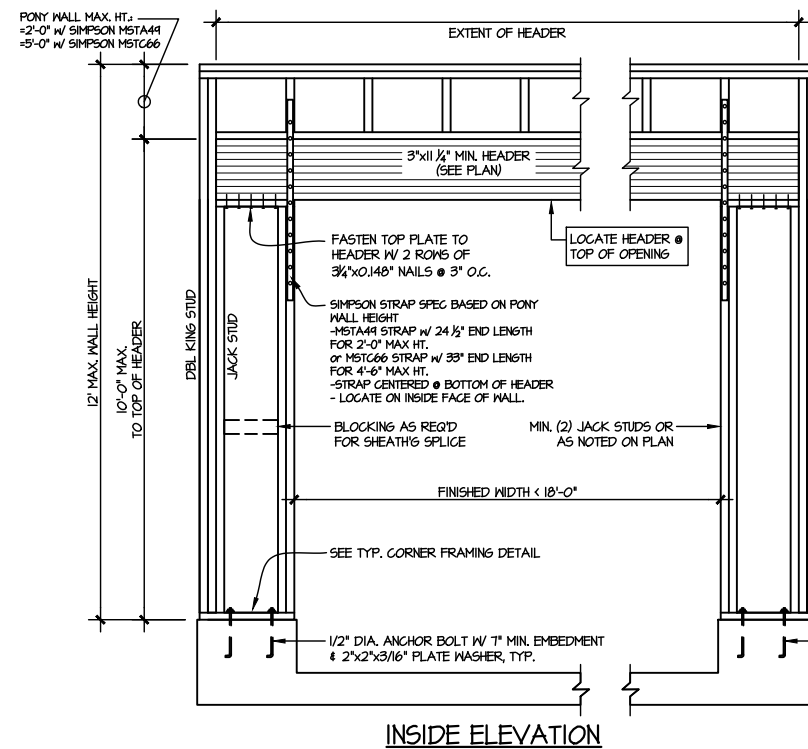 PONY WALL MAX. HT.:
=2'-0" W/ SIMPSON MSTA49
=5'-0" W/ SIMPSON MSTC66
EXTENT OF HEADER
3"x11 1/4" MIN. HEADER
(SEE PLAN)
FASTEN TOP PLATE TO
HEADER W/ 2 ROWS OF
3 1/4"x0.148" NAILS @ 3" O.C.
LOCATE HEADER @
TOP OF OPENING
SIMPSON STRAP SPEC BASED ON PONY
WALL HEIGHT
-MSTA49 STRAP W/ 24 1/2" END LENGTH
FOR 2'-0" MAX HT.
or MSTC66 STRAP W/ 33" END LENGTH
FOR 4'-6" MAX HT.
-STRAP CENTERED @ BOTTOM OF HEADER
- LOCATE ON INSIDE FACE OF WALL.
12' MAX. WALL HEIGHT
10'-0" MAX.
TO TOP OF HEADER
DBL KING STUD
JACK STUD
BLOCKING AS REQ'D
FOR SHEATH'G SPLICE
MIN. (2) JACK STUDS OR
AS NOTED ON PLAN
FINISHED WIDTH < 18'-0"
SEE TYP. CORNER FRAMING DETAIL
1/2" DIA. ANCHOR BOLT W/ 7" MIN. EMBEDMENT
& 2"x2"x3/16" PLATE WASHER, TYP.
INSIDE ELEVATION